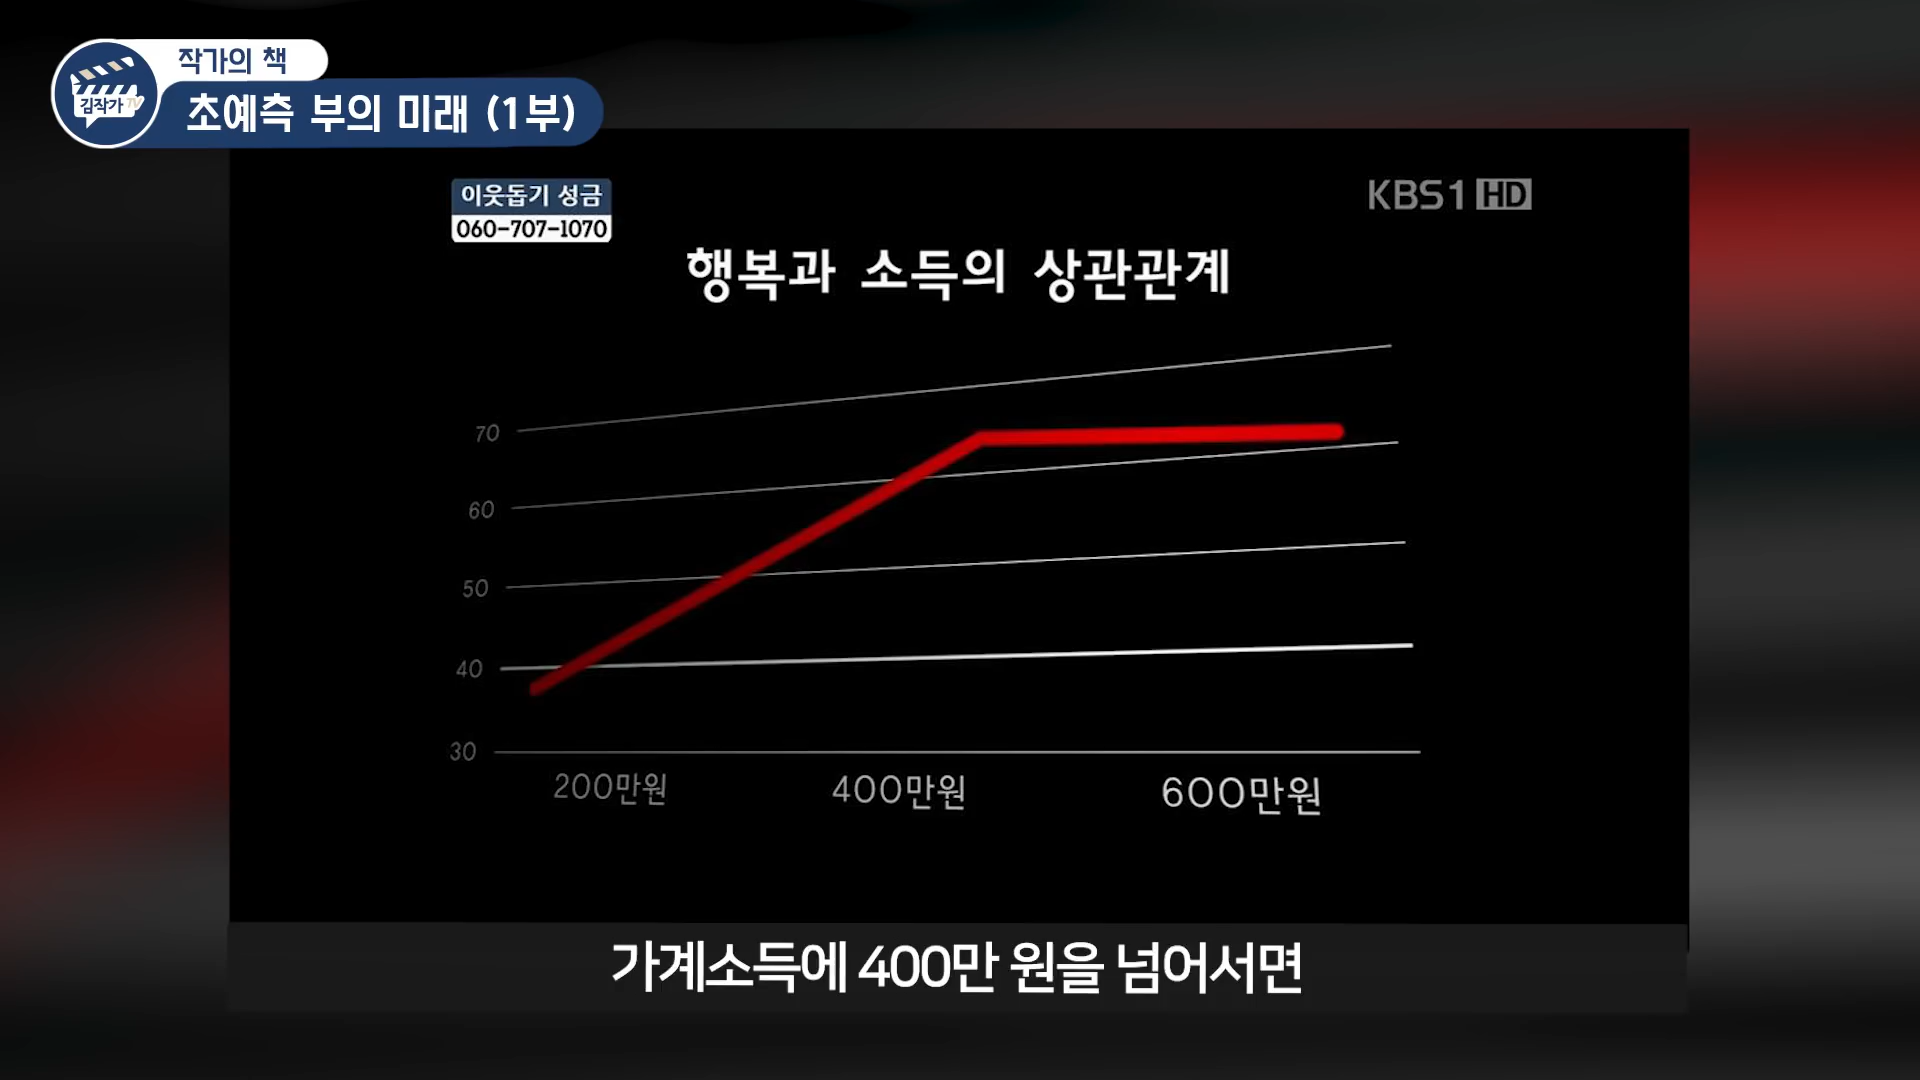 작가의 책
김작가 TV
초예측 부의 미래 (1부)
이웃돕기 성금
060-707-1070
KBS1 HD
행복과 소득의 상관관계
70
60
50
40
30
200만원
400만원
600만원
가계소득에 400만 원을 넘어서면